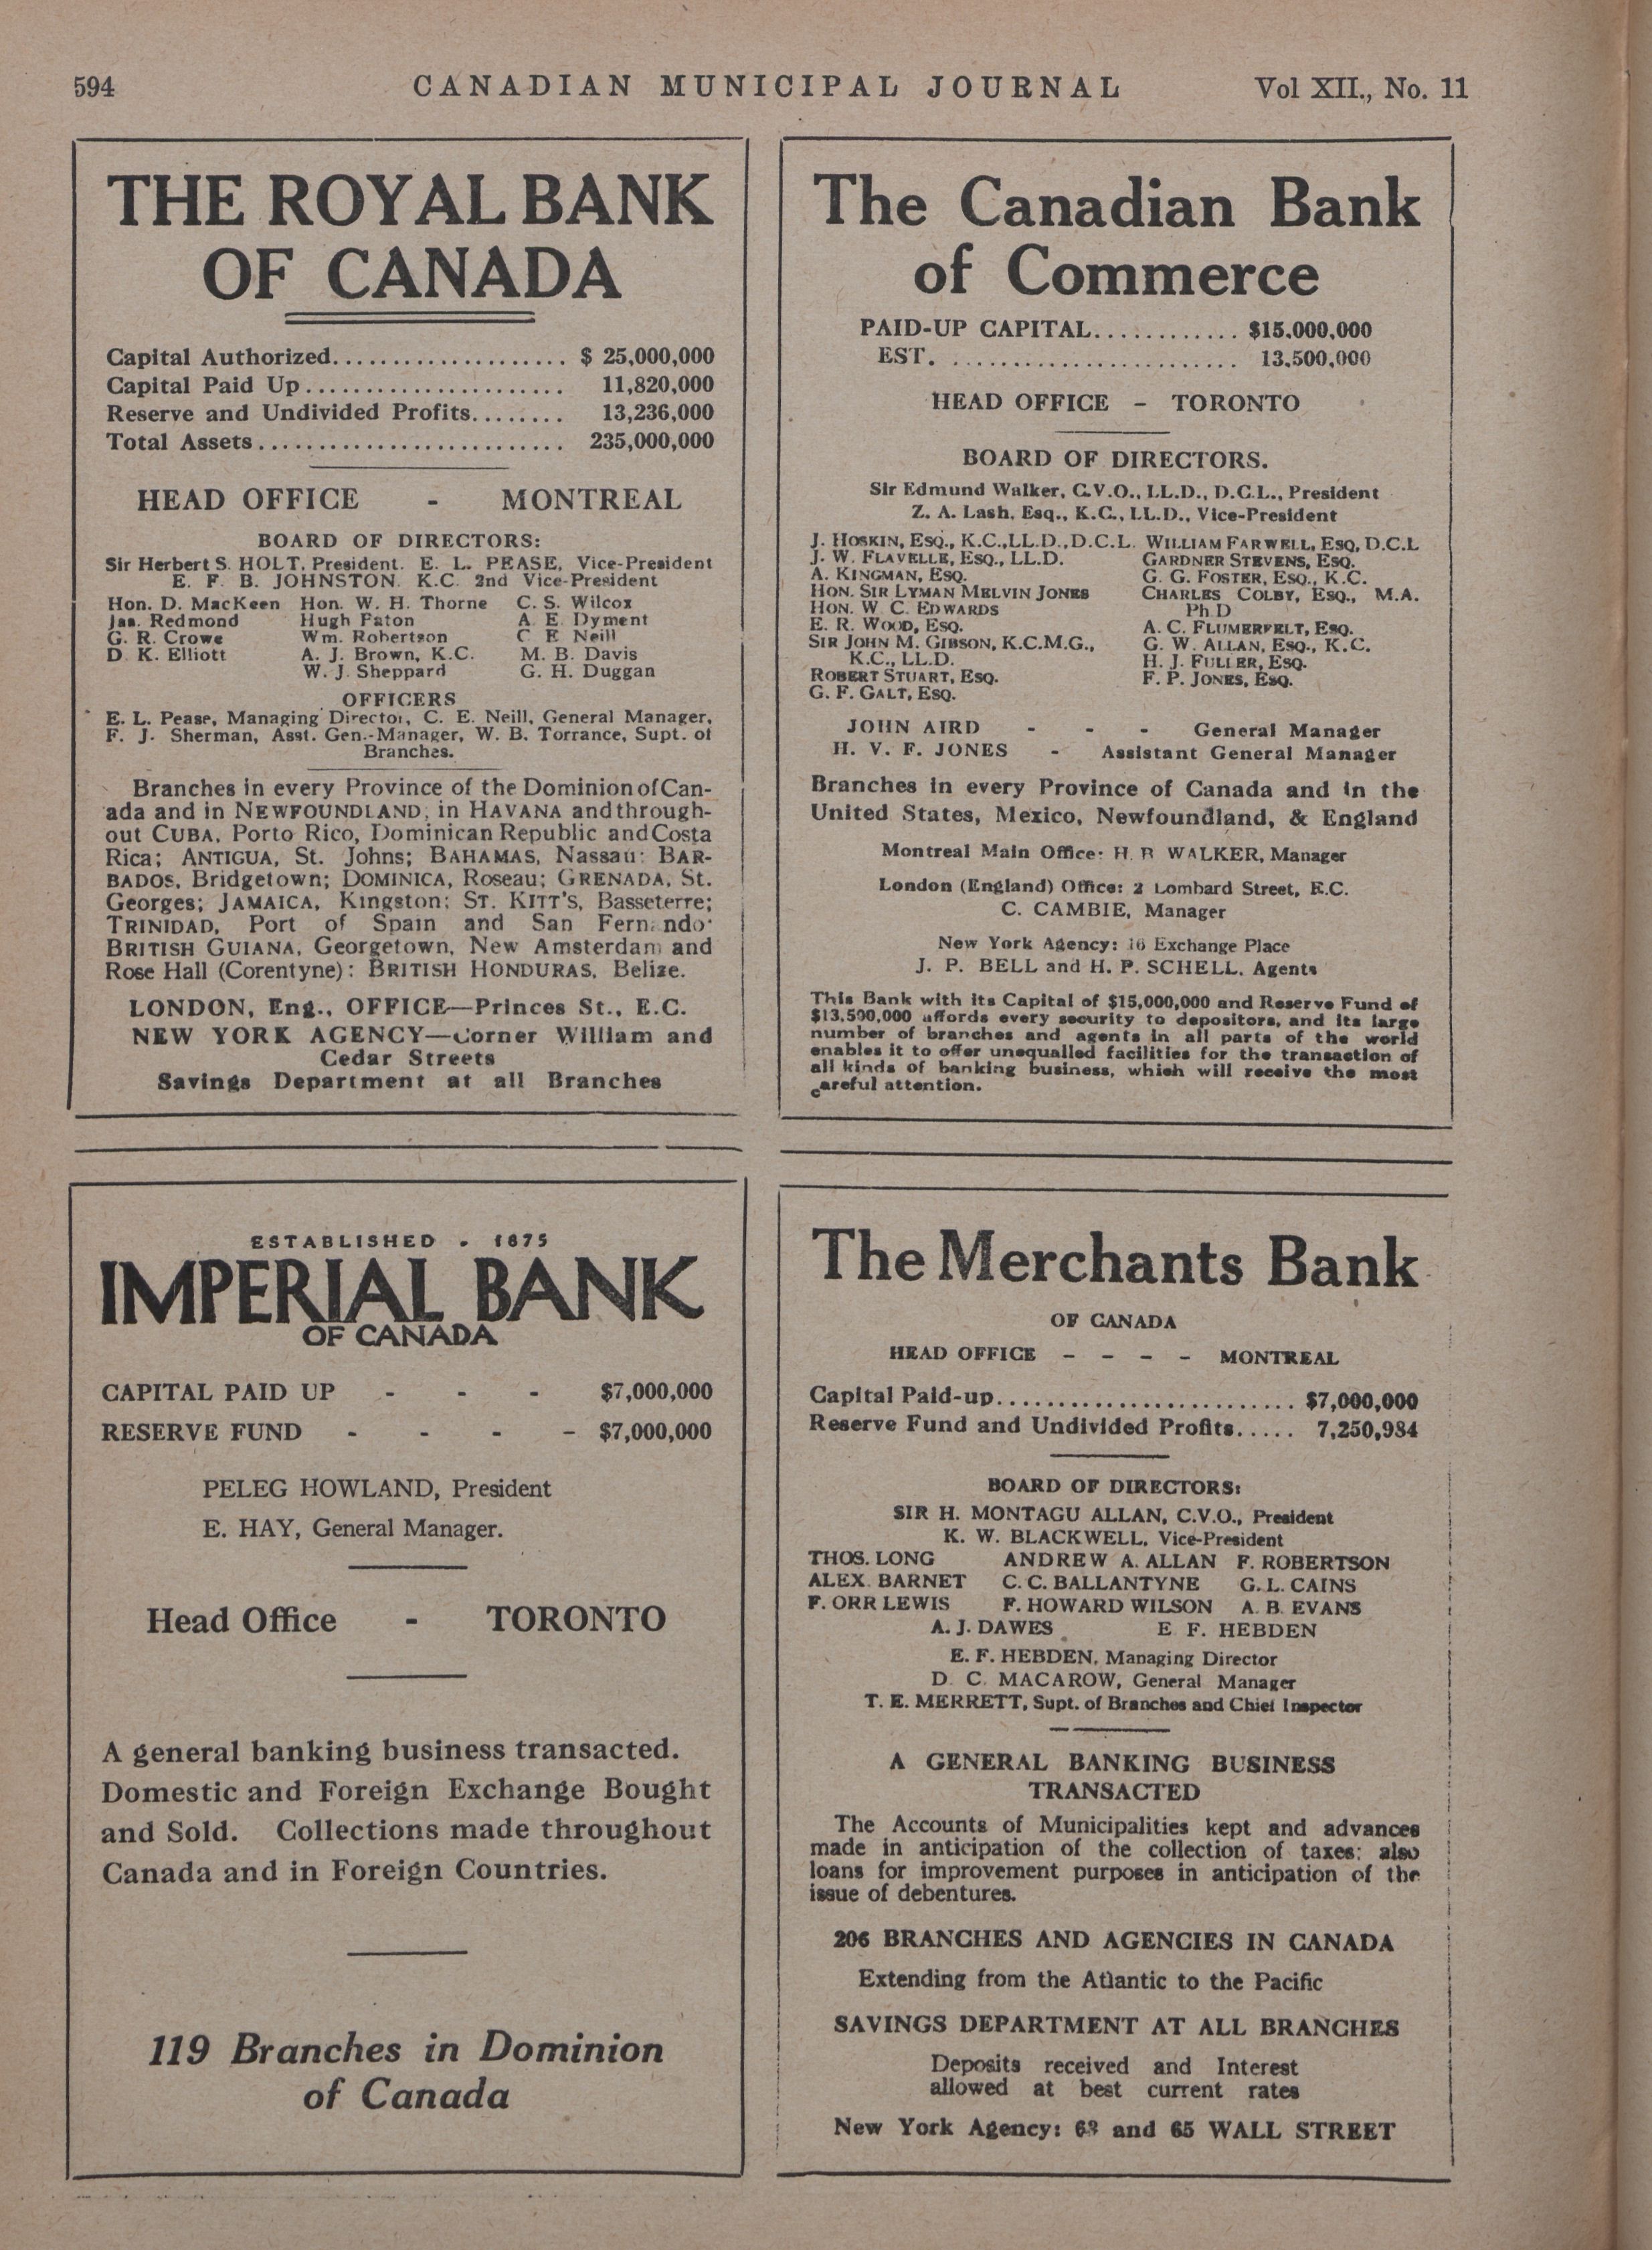 594
CANADIAN MUNICIPAL JOURNAL
Vol XII., No. 11
THE ROYAL BANK
OF CANADA
Capital Authorized.................... $ 25,000,000
Capital Paid Up...................... 11,820,000
Reserve and Undivided Profits........ 13,236,000
Total Assets.......................... 235,000,000
HEAD OFFICE - MONTREAL
BOARD OF DIRECTORS:
Sir Herbert S. HOLT, President. E. L. PEASE, Vice-President
E. F. B. JOHNSTON, K.C. 2nd Vice-President
Hon. D. MacKeen Hon. W. H. Thorne C. S. Wilcox
Jas. Redmond Hugh Paton A. E. Dyment
G. R. Crowe Wm. Robertson C E Neill
D. K. Elliott A. J. Brown, K.C. M. B. Davis
W. J. Sheppard G. H. Duggan
OFFICERS
E. L. Pease, Managing Director, C. E. Neill, General Manager,
F. J. Sherman, Asst. Gen.-Manager, W. B. Torrance, Supt. of
Branches.
Branches in every Province of the Dominion of Can-
ada and in NEWFOUNDLAND; in HAVANA and through-
out CUBA, Porto Rico, Dominican Republic and Costa
Rica; ANTIGUA, St. Johns; BAHAMAS, Nassau: BAR-
BADOS, Bridgetown; DOMINICA, Roseau; GRENADA, St.
Georges; JAMAICA, Kingston; ST. KITT'S, Basseterre;
TRINIDAD, Port of Spain and San Fernando·
BRITISH GUIANA, Georgetown, New Amsterdam and
Rose Hall (Corentyne): BRITISH HONDURAS, Belize.
LONDON, Eng., OFFICE—Princes St., E.C.
NEW YORK AGENCY—Corner William and
Cedar Streets
Savings Department at all Branches
The Canadian Bank
of Commerce
PAID-UP CAPITAL............ $15,000,000
EST. ........................ 13,500,000
HEAD OFFICE - TORONTO
BOARD OF DIRECTORS.
Sir Edmund Walker, C.V.O., LL.D., D.C.L., President
Z. A. Lash, Esq., K.C., LL.D., Vice-President
J. HOSKIN, ESQ., K.C.,LL.D.,D.C.L. WILLIAM FARWELL, ESQ, D.C.L
J. W. FLAVELLE, ESQ., LL.D. GARDNER STEVENS, ESQ.
A. KINGMAN, ESQ. G. G. FOSTER, ESQ., K.C.
HON. SIR LYMAN MELVIN JONES CHARLES COLBY, ESQ., M.A.
HON. W. C. EDWARDS Ph.D
E. R. WOOD, ESQ. A. C. FLUMERFELT, ESQ.
SIR JOHN M. GIBSON, K.C.M.G., G. W. ALLAN, ESQ., K.C.
K.C., LL.D. H. J. FULLER, ESQ.
ROBERT STUART, ESQ. F. P. JONES, ESQ.
G. F. GALT, ESQ.
JOHN AIRD - - - General Manager
H. V. F. JONES - Assistant General Manager
Branches in every Province of Canada and in the
United States, Mexico, Newfoundland, & England
Montreal Main Office: H. B WALKER, Manager
London (England) Office: 2 Lombard Street, E.C.
C. CAMBIE, Manager
New York Agency: 16 Exchange Place
J. P. BELL and H. P. SCHELL, Agents
This Bank with its Capital of $15,000,000 and Reserve Fund of
$13,500,000 affords every security to depositors, and its large
number of branches and agents in all parts of the world
enables it to offer unequalled facilities for the transaction of
all kinds of banking business, which will receive the most
careful attention.
ESTABLISHED - 1875
IMPERIAL BANK
OF CANADA
CAPITAL PAID UP - - - $7,000,000
RESERVE FUND - - - - $7,000,000
PELEG HOWLAND, President
E. HAY, General Manager.
Head Office - TORONTO
A general banking business transacted.
Domestic and Foreign Exchange Bought
and Sold. Collections made throughout
Canada and in Foreign Countries.
119 Branches in Dominion
of Canada
The Merchants Bank
OF CANADA
HEAD OFFICE - - - - MONTREAL
Capital Paid-up......................... $7,000,000
Reserve Fund and Undivided Profits..... 7,250,984
BOARD OF DIRECTORS:
SIR H. MONTAGU ALLAN, C.V.O., President
K. W. BLACKWELL, Vice-President
THOS. LONG ANDREW A. ALLAN F. ROBERTSON
ALEX. BARNET C. C. BALLANTYNE G. L. CAINS
F. ORR LEWIS F. HOWARD WILSON A. B. EVANS
A. J. DAWES E. F. HEBDEN
E. F. HEBDEN, Managing Director
D. C. MACAROW, General Manager
T. E. MERRETT, Supt. of Branches and Chief Inspector
A GENERAL BANKING BUSINESS
TRANSACTED
The Accounts of Municipalities kept and advances
made in anticipation of the collection of taxes; also
loans for improvement purposes in anticipation of the
issue of debentures.
206 BRANCHES AND AGENCIES IN CANADA
Extending from the Atlantic to the Pacific
SAVINGS DEPARTMENT AT ALL BRANCHES
Deposits received and Interest
allowed at best current rates
New York Agency: 63 and 65 WALL STREET